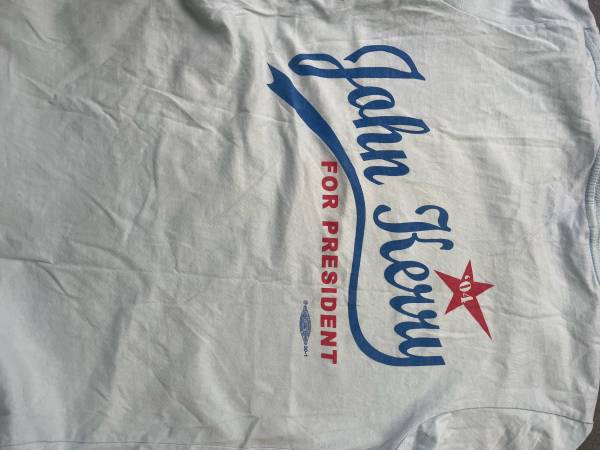 John Kerry
'04
FOR PRESIDENT